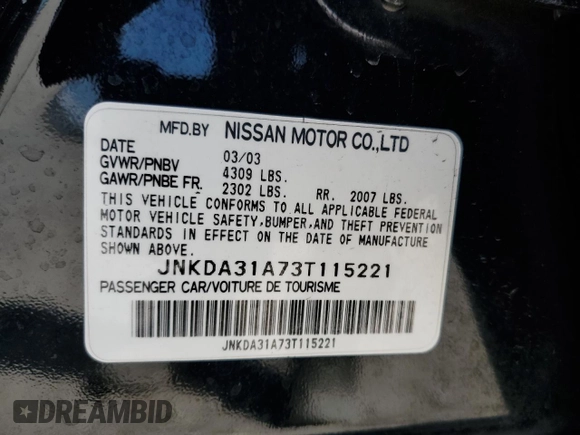 MFD.BY NISSAN MOTOR CO.,LTD
DATE 03/03
GVWR/PNBV 4309 LBS.
GAWR/PNBE FR. 2302 LBS. RR. 2007 LBS.
THIS VEHICLE CONFORMS TO ALL APPLICABLE FEDERAL
MOTOR VEHICLE SAFETY,BUMPER,AND THEFT PREVENTION
STANDARDS IN EFFECT ON THE DATE OF MANUFACTURE
SHOWN ABOVE.
JNKDA31A73T115221
PASSENGER CAR/VOITURE DE TOURISME
JNKDA31A73T115221
DREAMBID